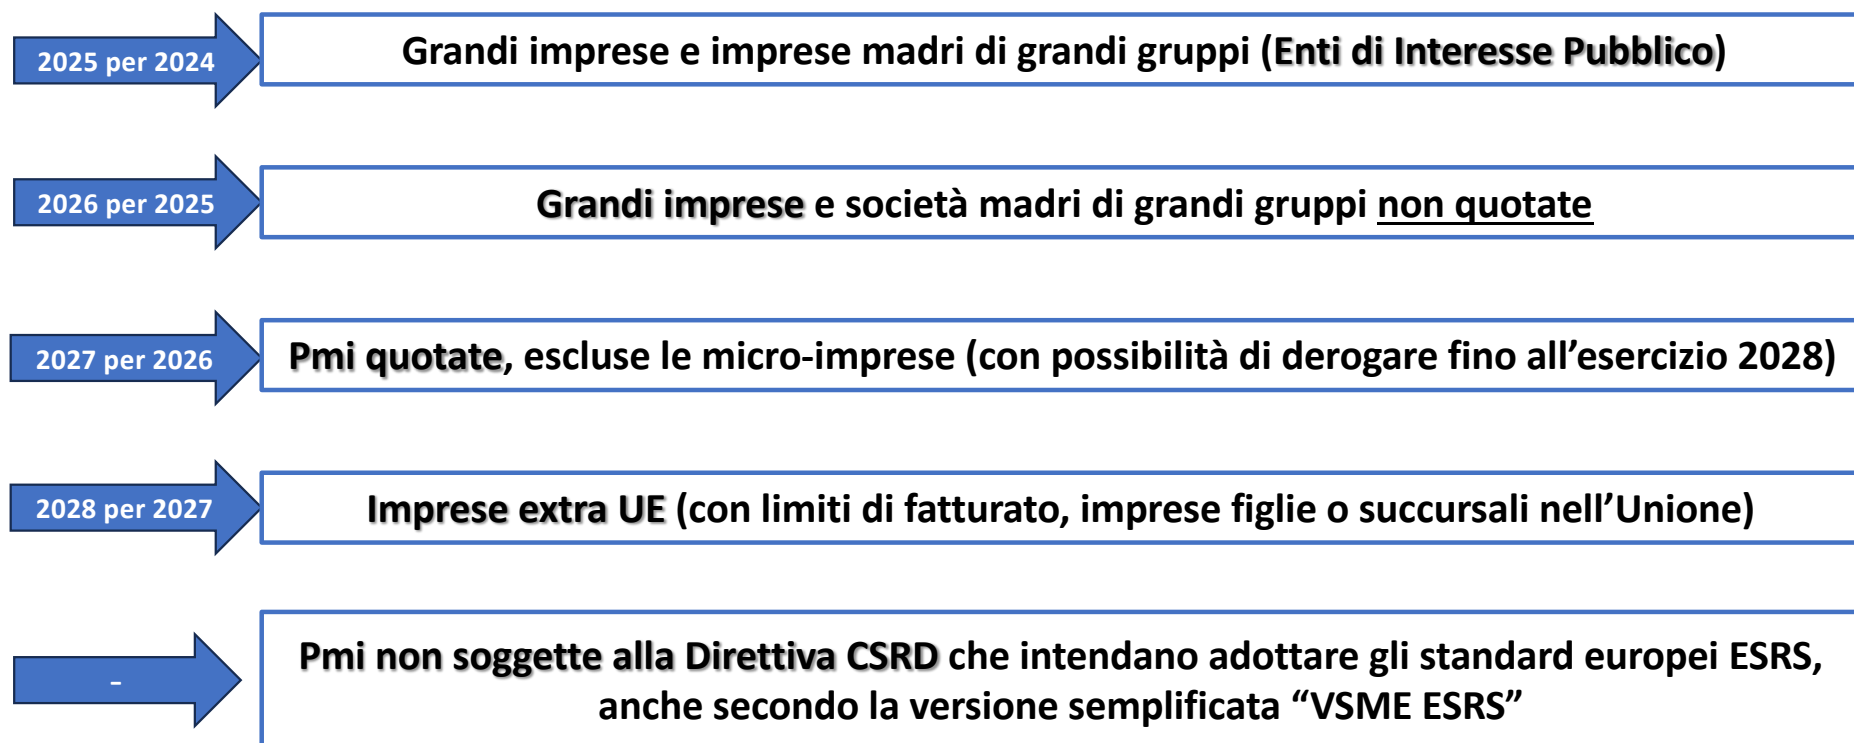 2025 per 2024
Grandi imprese e imprese madri di grandi gruppi (Enti di Interesse Pubblico)
2026 per 2025
Grandi imprese e società madri di grandi gruppi non quotate
2027 per 2026
Pmi quotate, escluse le micro-imprese (con possibilità di derogare fino all’esercizio 2028)
2028 per 2027
Imprese extra UE (con limiti di fatturato, imprese figlie o succursali nell’Unione)
–
Pmi non soggette alla Direttiva CSRD che intendano adottare gli standard europei ESRS,
anche secondo la versione semplificata “VSME ESRS”